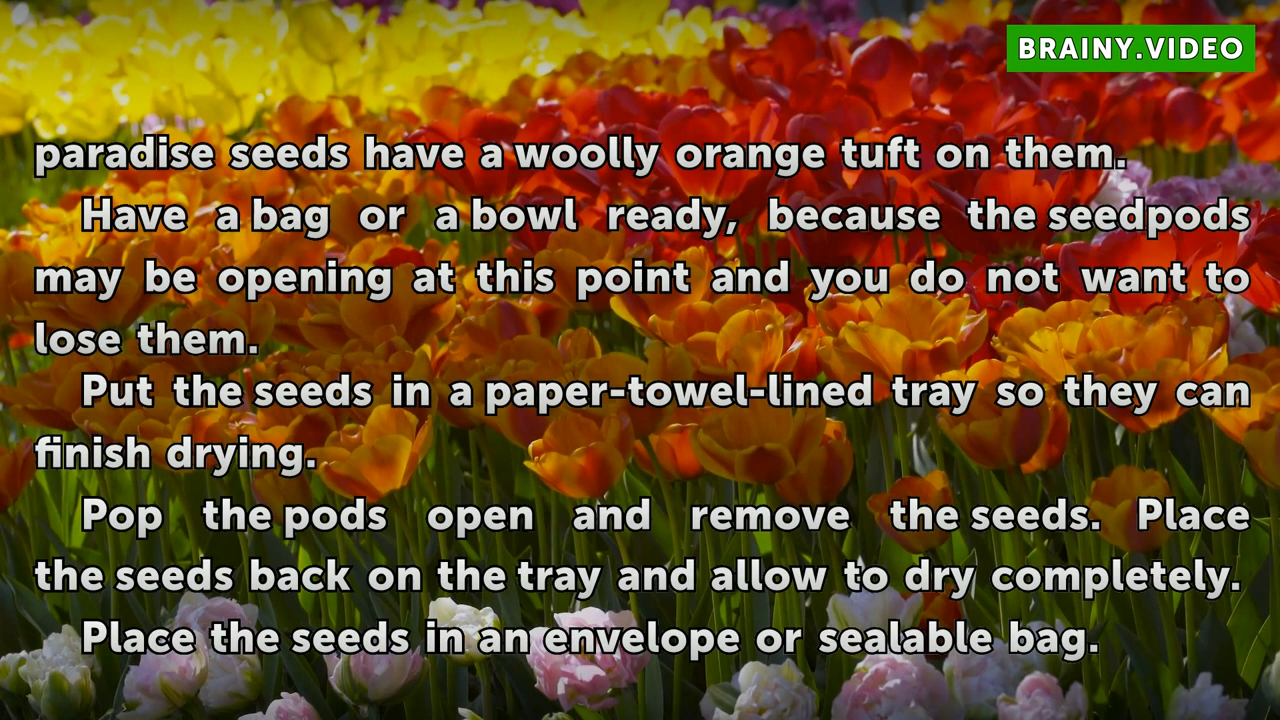 BRAINY.VIDEO
paradise seeds have a woolly orange tuft on them.
Have a bag or a bowl ready, because the seedpods
may be opening at this point and you do not want to
lose them.
Put the seeds in a paper-towel-lined tray so they can
finish drying.
Pop the pods open and remove the seeds. Place
the seeds back on the tray and allow to dry completely.
Place the seeds in an envelope or sealable bag.